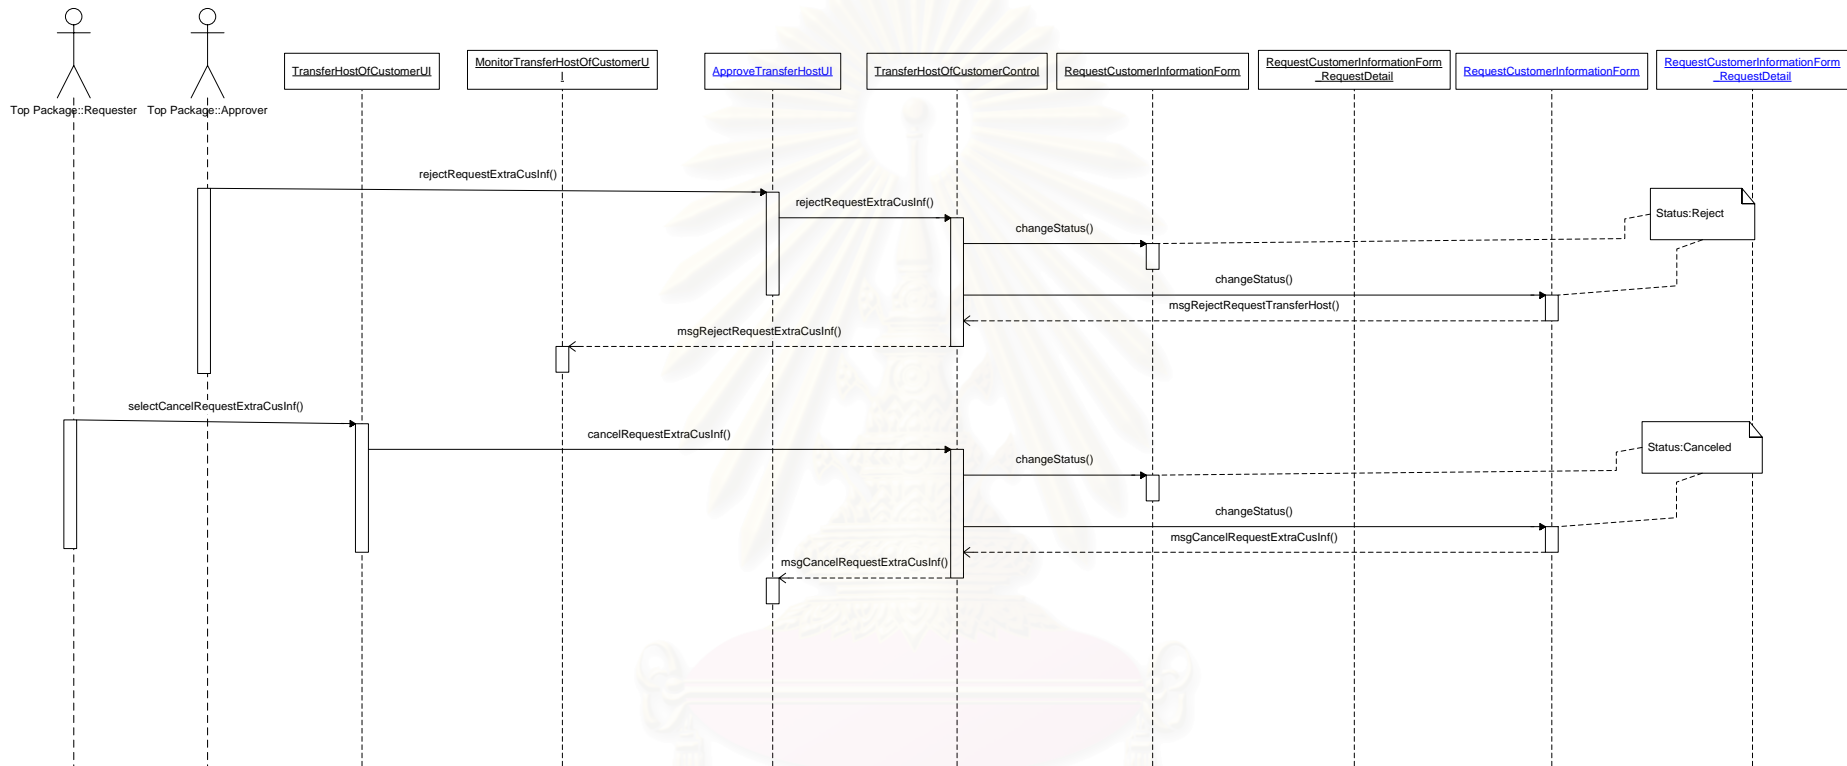 Top Package::Requester
Top Package::Approver
TransferHostOfCustomerUI
MonitorTransferHostOfCustomerU
I
ApproveTransferHostUI
TransferHostOfCustomerControl
RequestCustomerInformationForm
RequestCustomerInformationForm
_RequestDetail
RequestCustomerInformationForm
RequestCustomerInformationForm
_RequestDetail
rejectRequestExtraCusInf()
rejectRequestExtraCusInf()
changeStatus()
Status:Reject
changeStatus()
msgRejectRequestTransferHost()
msgRejectRequestExtraCusInf()
selectCancelRequestExtraCusInf()
cancelRequestExtraCusInf()
changeStatus()
Status:Canceled
changeStatus()
msgCancelRequestExtraCusInf()
msgCancelRequestExtraCusInf()